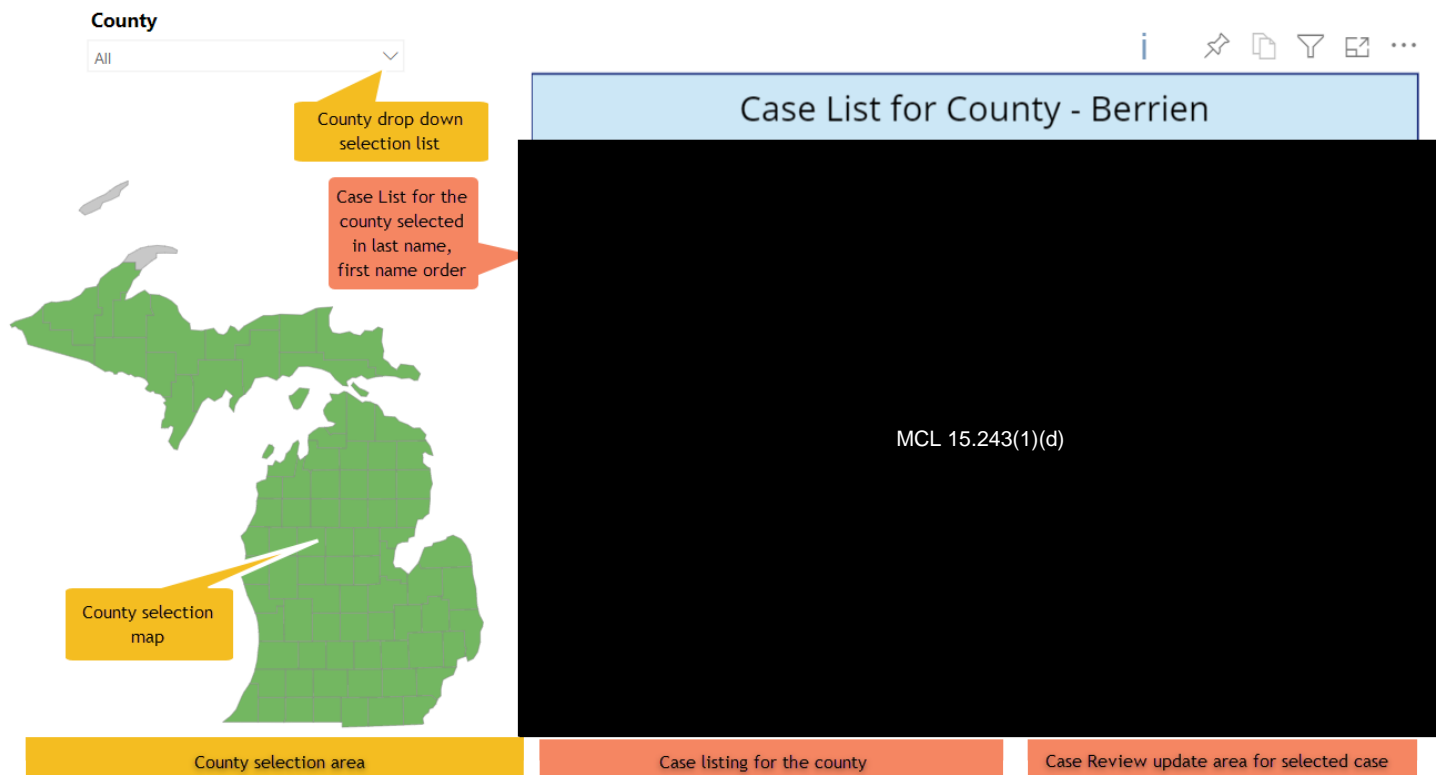 County
All
County drop down
selection list
Case List for County - Berrien
Case List for the
county selected
in last name,
first name order
MCL 15.243(1)(d)
County selection
map
County selection area
Case listing for the county
Case Review update area for selected case